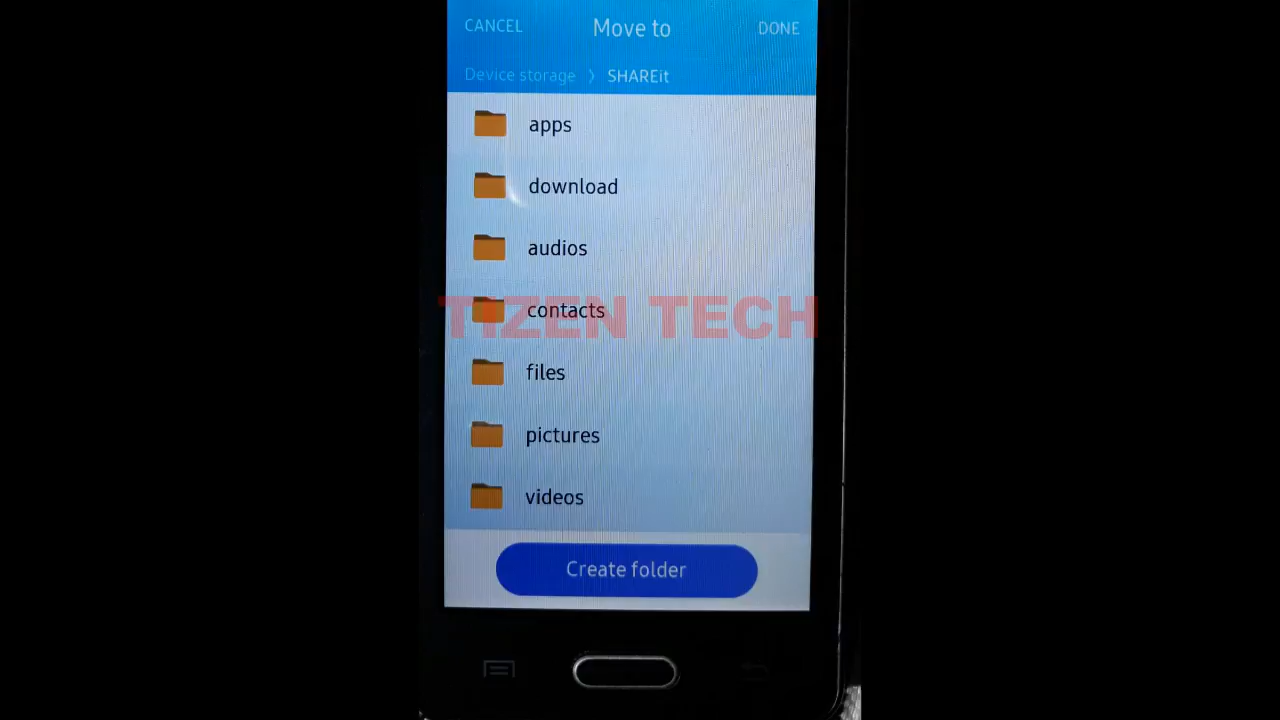 CANCEL Move to DONE
Device storage 〉 SHAREit
apps
download
audios
contacts
TIZEN TECH
files
pictures
videos
Create folder